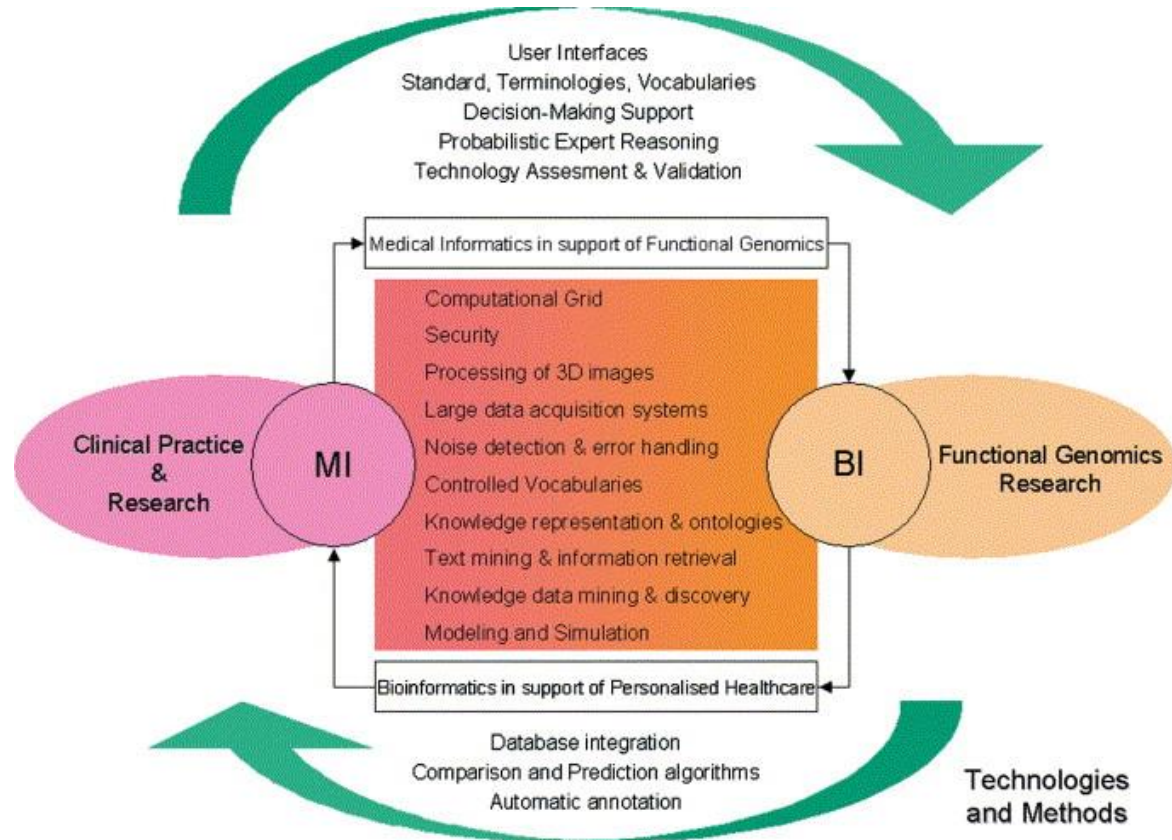 User Interfaces
Standard, Terminologies, Vocabularies
Decision-Making Support
Probabilistic Expert Reasoning
Technology Assesment & Validation
Medical Informatics in support of Functional Genomics
Computational Grid
Security
Processing of 3D images
Large data acquisition systems
Noise detection & error handling
Controlled Vocabularies
Knowledge representation & ontologies
Text mining & information retrieval
Knowledge data mining & discovery
Modeling and Simulation
Clinical Practice
&
Research
MI
BI
Functional Genomics
Research
Bioinformatics in support of Personalised Healthcare
Database integration
Comparison and Prediction algorithms
Automatic annotation
Technologies
and Methods